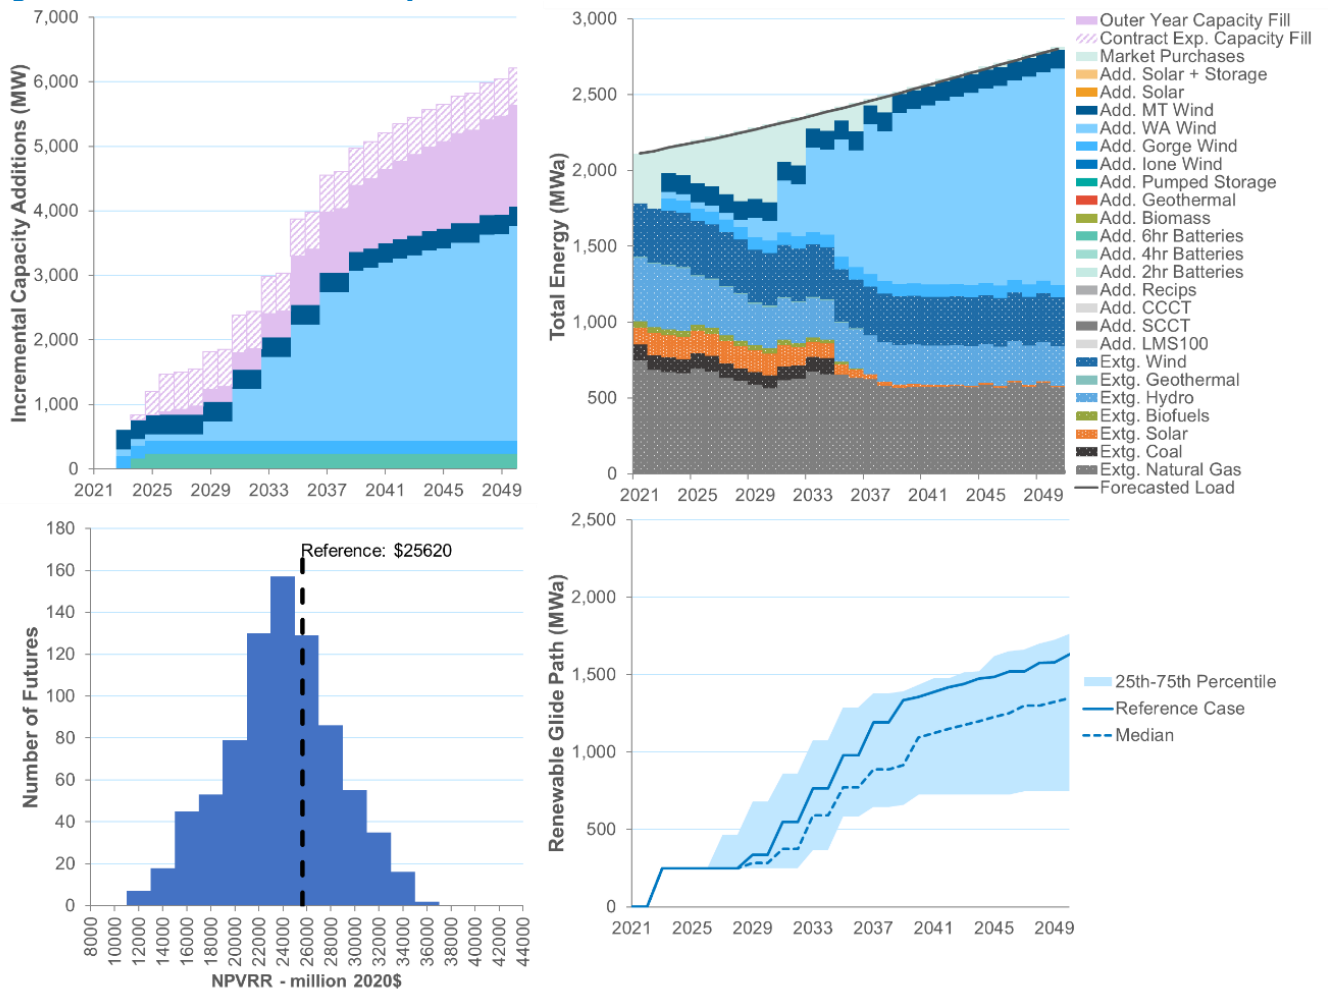 7,000
6,000
5,000
4,000
3,000
2,000
1,000
0
Incremental Capacity Additions (MW)
2021 2025 2029 2033 2037 2041 2045 2049
3,000
2,500
2,000
1,500
1,000
500
0
Total Energy (MWa)
2021 2025 2029 2033 2037 2041 2045 2049
Outer Year Capacity Fill
Contract Exp. Capacity Fill
Market Purchases
Add. Solar + Storage
Add. Solar
Add. MT Wind
Add. WA Wind
Add. Gorge Wind
Add. Ione Wind
Add. Pumped Storage
Add. Geothermal
Add. Biomass
Add. 6hr Batteries
Add. 4hr Batteries
Add. 2hr Batteries
Add. Recips
Add. CCCT
Add. SCCT
Add. LMS100
Extg. Wind
Extg. Geothermal
Extg. Hydro
Extg. Biofuels
Extg. Solar
Extg. Coal
Extg. Natural Gas
Forecasted Load
180
160
140
120
100
80
60
40
20
0
Number of Futures
Reference: $25620
8000 10000 12000 14000 16000 18000 20000 22000 24000 26000 28000 30000 32000 34000 36000 38000 40000 42000 44000
NPVRR - million 2020$
2,500
2,000
1,500
1,000
500
0
Renewable Glide Path (MWa)
2021 2025 2029 2033 2037 2041 2045 2049
25th-75th Percentile
Reference Case
Median